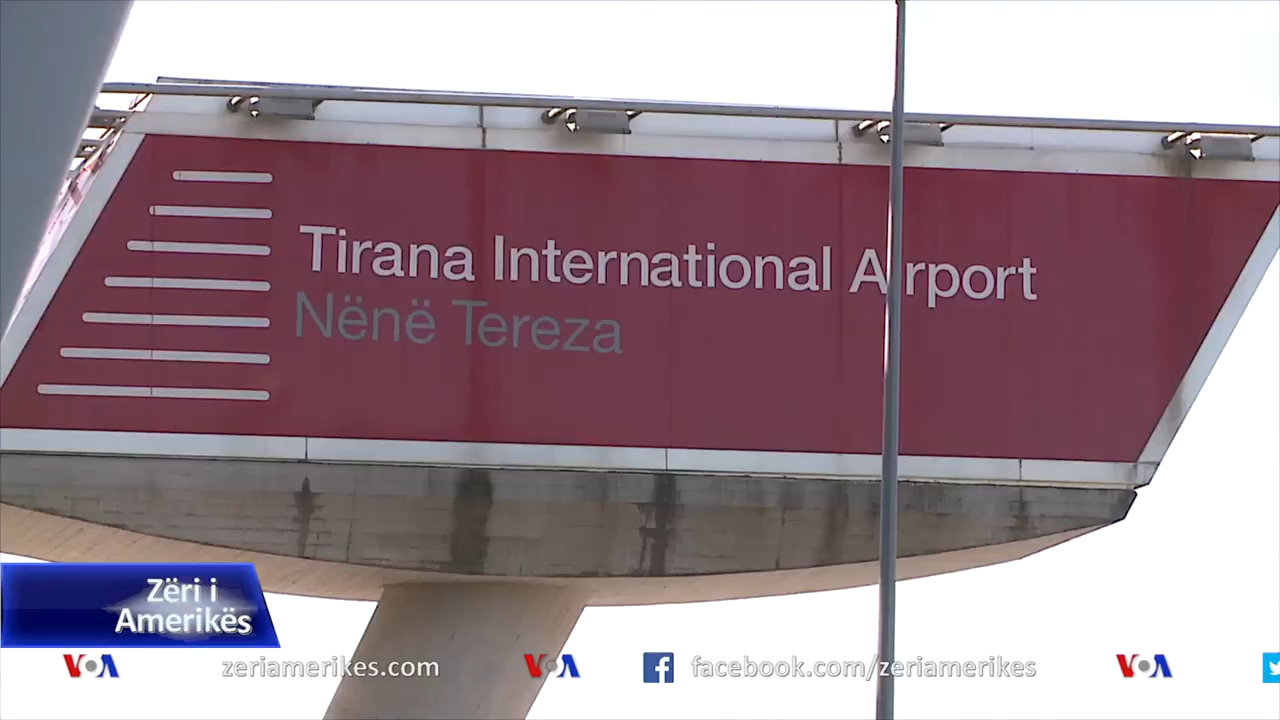 Tirana International Airport
Nënë Tereza
Zëri i
Amerikës
VOA zeriamerikes.com VOA facebook.com/zeriamerikes VOA